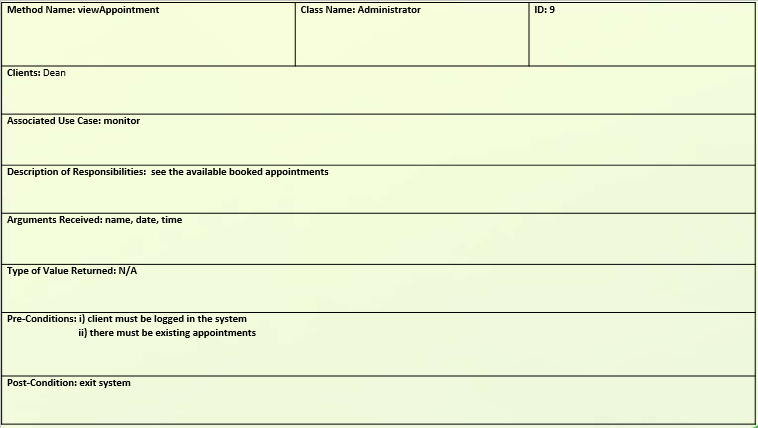 Method Name: viewAppointment
Class Name: Administrator
ID: 9
Clients: Dean
Associated Use Case: monitor
Description of Responsibilities:  see the available booked appointments
Arguments Received: name, date, time
Type of Value Returned: N/A
Pre-Conditions: i) client must be logged in the system
ii) there must be existing appointments
Post-Condition: exit system